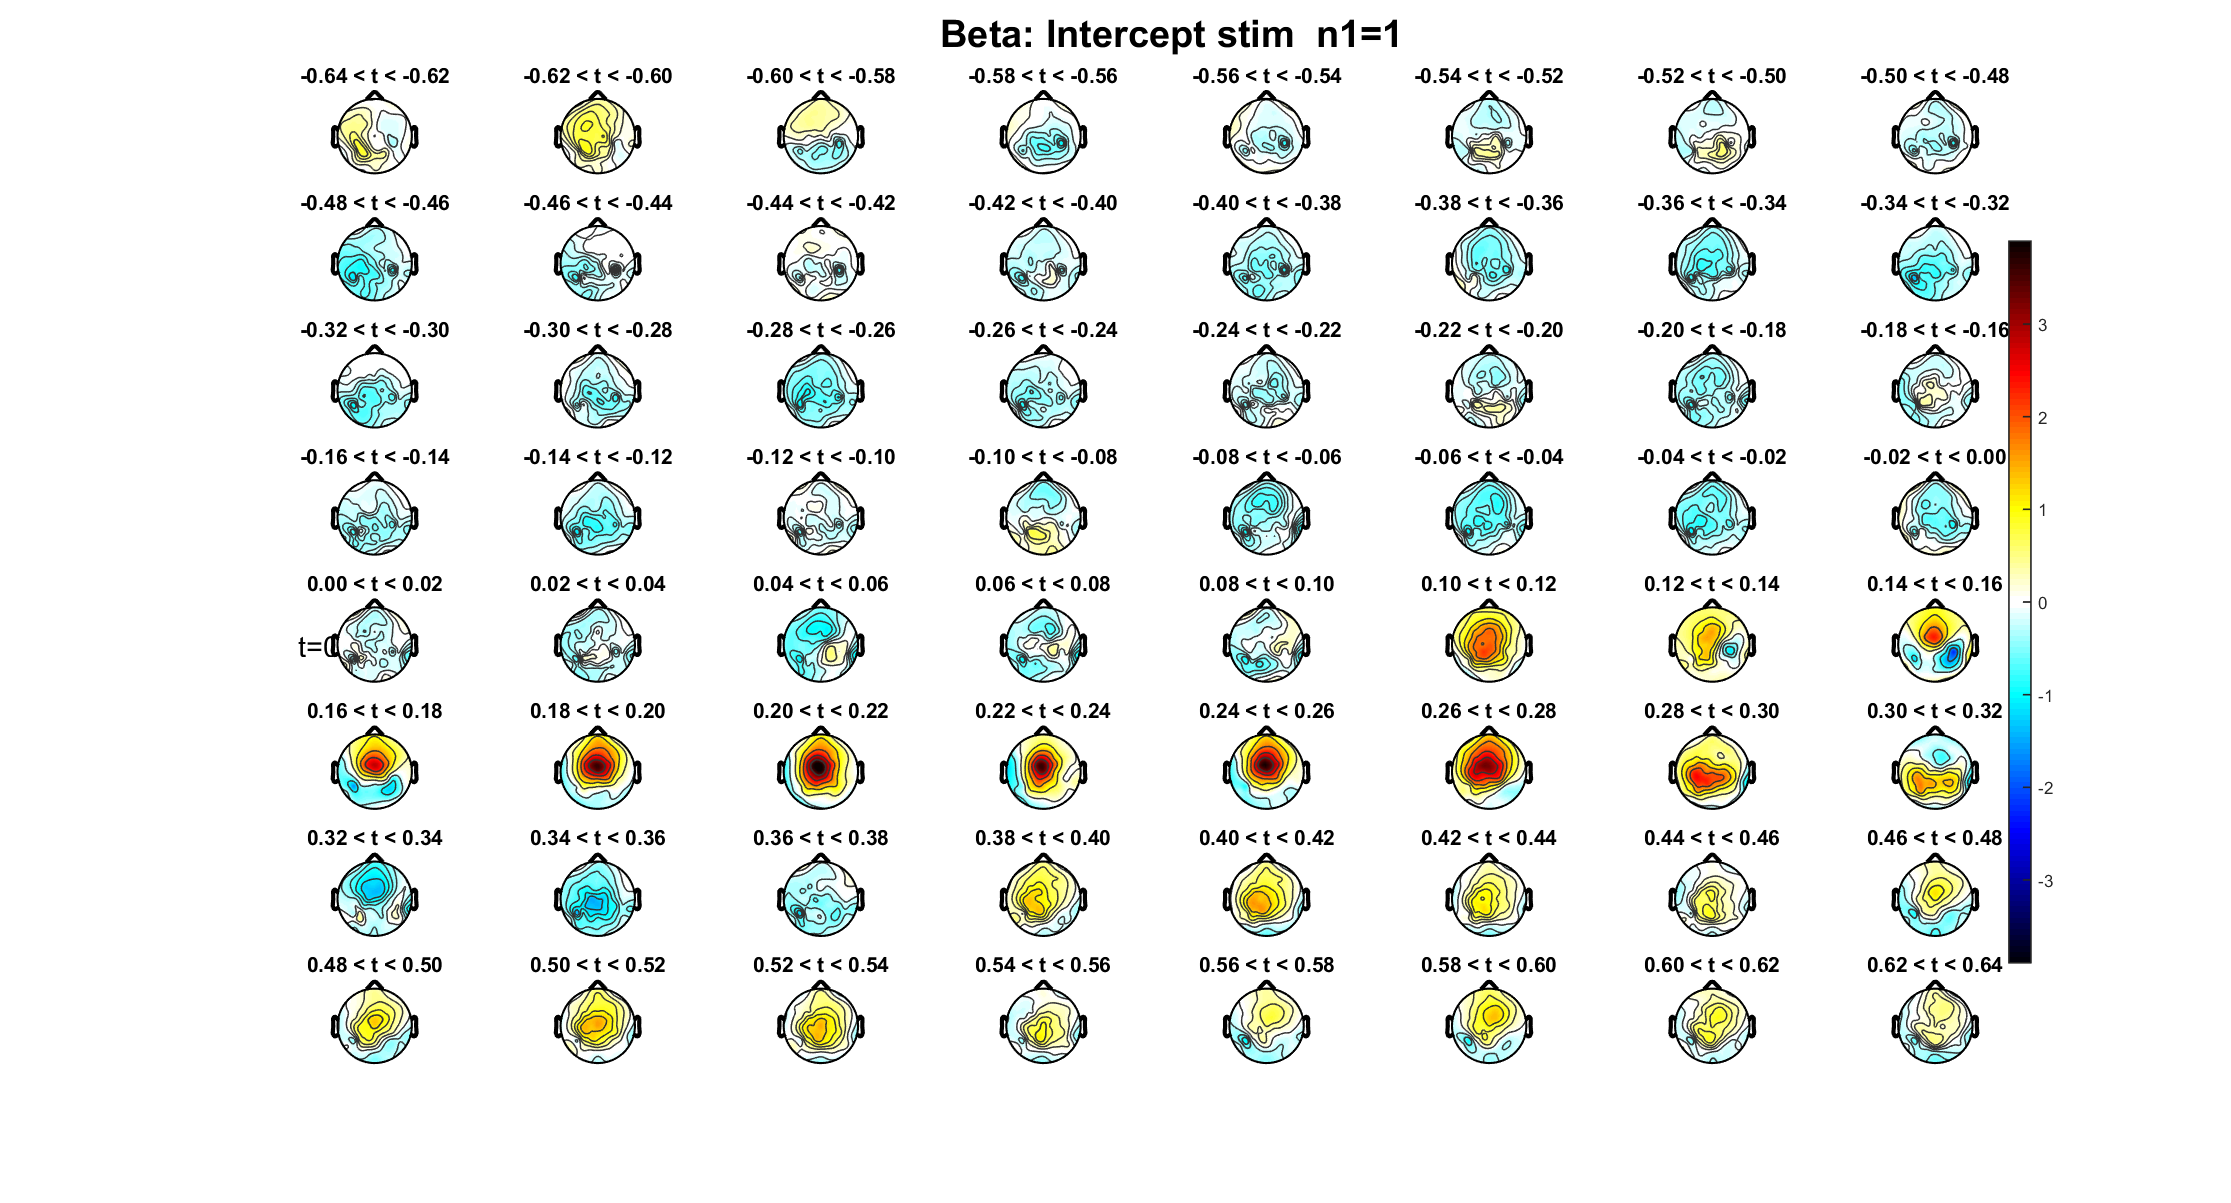 Beta: Intercept stim  n1=1
-0.64 < t < -0.62 -0.62 < t < -0.60 -0.60 < t < -0.58 -0.58 < t < -0.56 -0.56 < t < -0.54 -0.54 < t < -0.52 -0.52 < t < -0.50 -0.50 < t < -0.48
-0.48 < t < -0.46 -0.46 < t < -0.44 -0.44 < t < -0.42 -0.42 < t < -0.40 -0.40 < t < -0.38 -0.38 < t < -0.36 -0.36 < t < -0.34 -0.34 < t < -0.32
-0.32 < t < -0.30 -0.30 < t < -0.28 -0.28 < t < -0.26 -0.26 < t < -0.24 -0.24 < t < -0.22 -0.22 < t < -0.20 -0.20 < t < -0.18 -0.18 < t < -0.16
-0.16 < t < -0.14 -0.14 < t < -0.12 -0.12 < t < -0.10 -0.10 < t < -0.08 -0.08 < t < -0.06 -0.06 < t < -0.04 -0.04 < t < -0.02 -0.02 < t < 0.00
0.00 < t < 0.02 0.02 < t < 0.04 0.04 < t < 0.06 0.06 < t < 0.08 0.08 < t < 0.10 0.10 < t < 0.12 0.12 < t < 0.14 0.14 < t < 0.16
t=0
0.16 < t < 0.18 0.18 < t < 0.20 0.20 < t < 0.22 0.22 < t < 0.24 0.24 < t < 0.26 0.26 < t < 0.28 0.28 < t < 0.30 0.30 < t < 0.32
0.32 < t < 0.34 0.34 < t < 0.36 0.36 < t < 0.38 0.38 < t < 0.40 0.40 < t < 0.42 0.42 < t < 0.44 0.44 < t < 0.46 0.46 < t < 0.48
0.48 < t < 0.50 0.50 < t < 0.52 0.52 < t < 0.54 0.54 < t < 0.56 0.56 < t < 0.58 0.58 < t < 0.60 0.60 < t < 0.62 0.62 < t < 0.64
3
2
1
0
-1
-2
-3